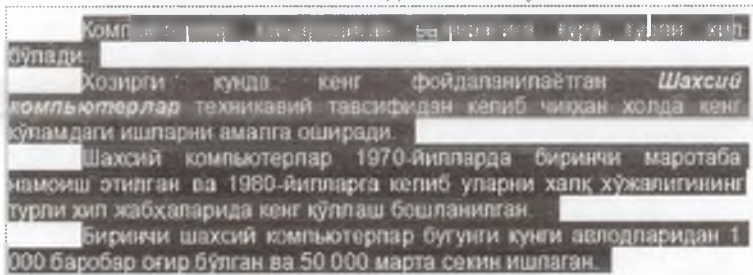 бўлади.
Хозирги кунда кенг фойдаланилаётган Шахсий
компьютерлар техникавий тавсифидан келиб чиққан холда кенг
кўламдаги ишларни амалга оширади.
Шахсий компьютерлар 1970-йилларда биринчи маротаба
намоиш этилган ва 1980-йилларга келиб уларни халқ хўжалигининг
турли хил жабхаларида кенг қўллаш бошланилган.
Биринчи шахсий компьютерлар бугунги кунги авлодларидан 1
000 баробар оғир бўлган ва 50 000 марта секин ишлаган.